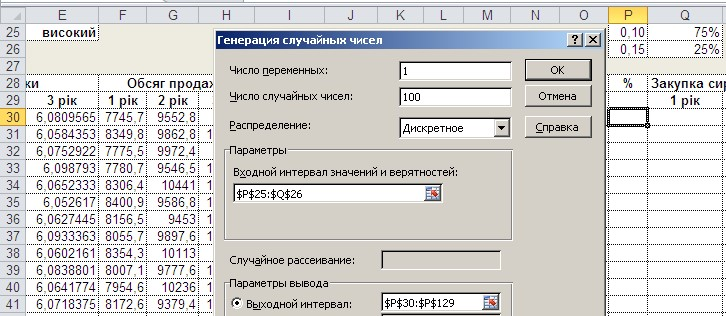 E F G H I J K L M N O P Q
25 високий 0,10 75%
26 0,15 25%
27
28 ки Обсяг продаж % Закупка сир
29 3 рік 1 рік 2 рік 1 рік
30 6,0809565 7745,7 9552,8
31 6,0584353 8349,8 9862,8 1
32 6,0752922 7775,5 9972,4
33 6,098793 7780,7 9546,5 1
34 6,0652333 8306,4 10441 1
35 6,052617 8400,9 9586,8 1
36 6,0627445 8156,5 9453 1
37 6,0933363 8055,7 9897,6 1
38 6,0602161 8354,3 10113
39 6,0838801 8007,1 9777,6 1
40 6,0641774 7954,6 10236 1
41 6,0718375 8172,6 9379,4 1
Генерация случайных чисел
Число переменных: 1 ОК
Число случайных чисел: 100 Отмена
Распределение: Дискретное Справка
Параметры
Входной интервал значений и верятностей:
$P$25:$Q$26
Случайное рассеивание:
Параметры вывода
Выходной интервал: $P$30:$P$129